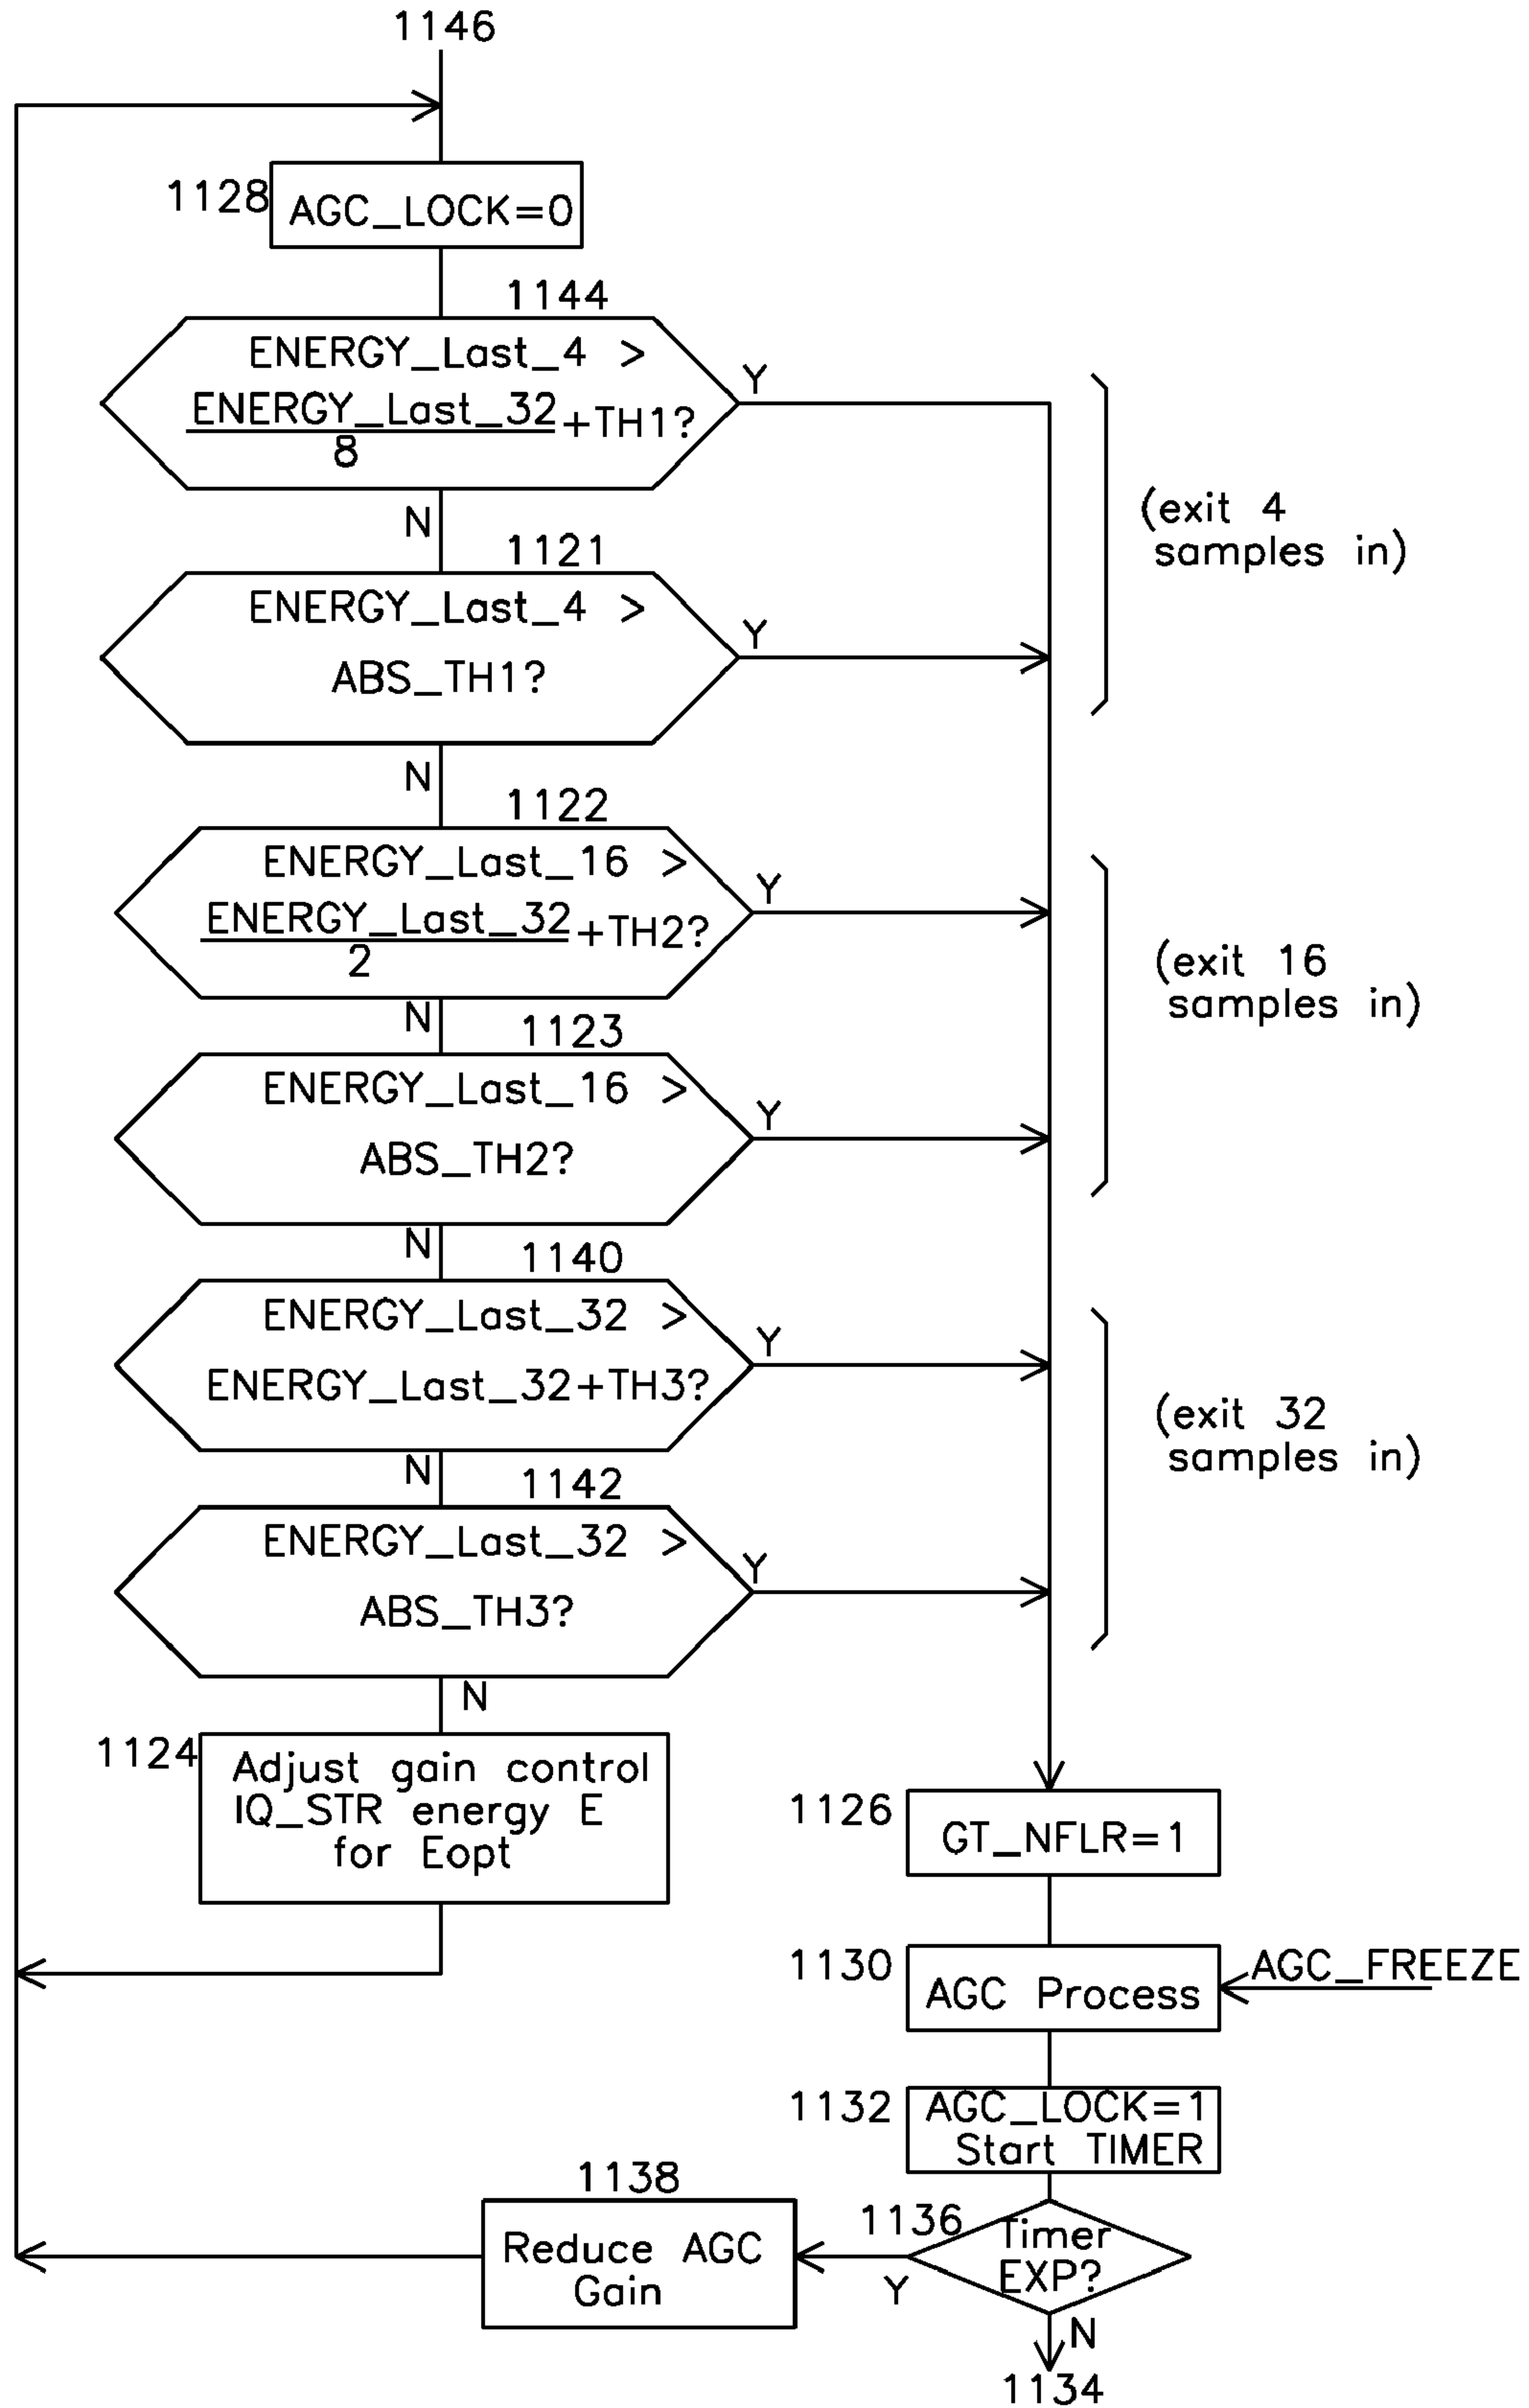 1146
1128
AGC_LOCK=0
1144
ENERGY_Last_4 >
ENERGY_Last_32
+TH1?
8
Y
(exit 4
samples in)
N
1121
ENERGY_Last_4 >
ABS_TH1?
Y
N
1122
ENERGY_Last_16 >
ENERGY_Last_32
+TH2?
2
Y
(exit 16
samples in)
N
1123
ENERGY_Last_16 >
ABS_TH2?
Y
N
1140
ENERGY_Last_32 >
ENERGY_Last_32+TH3?
Y
(exit 32
samples in)
N
1142
ENERGY_Last_32 >
ABS_TH3?
Y
N
1124
Adjust gain control
IQ_STR energy E
for Eopt
1126
GT_NFLR=1
1130
AGC Process
AGC_FREEZE
1132
AGC_LOCK=1
Start TIMER
1138
Reduce AGC
Gain
1136
Timer
EXP?
Y
N
1134